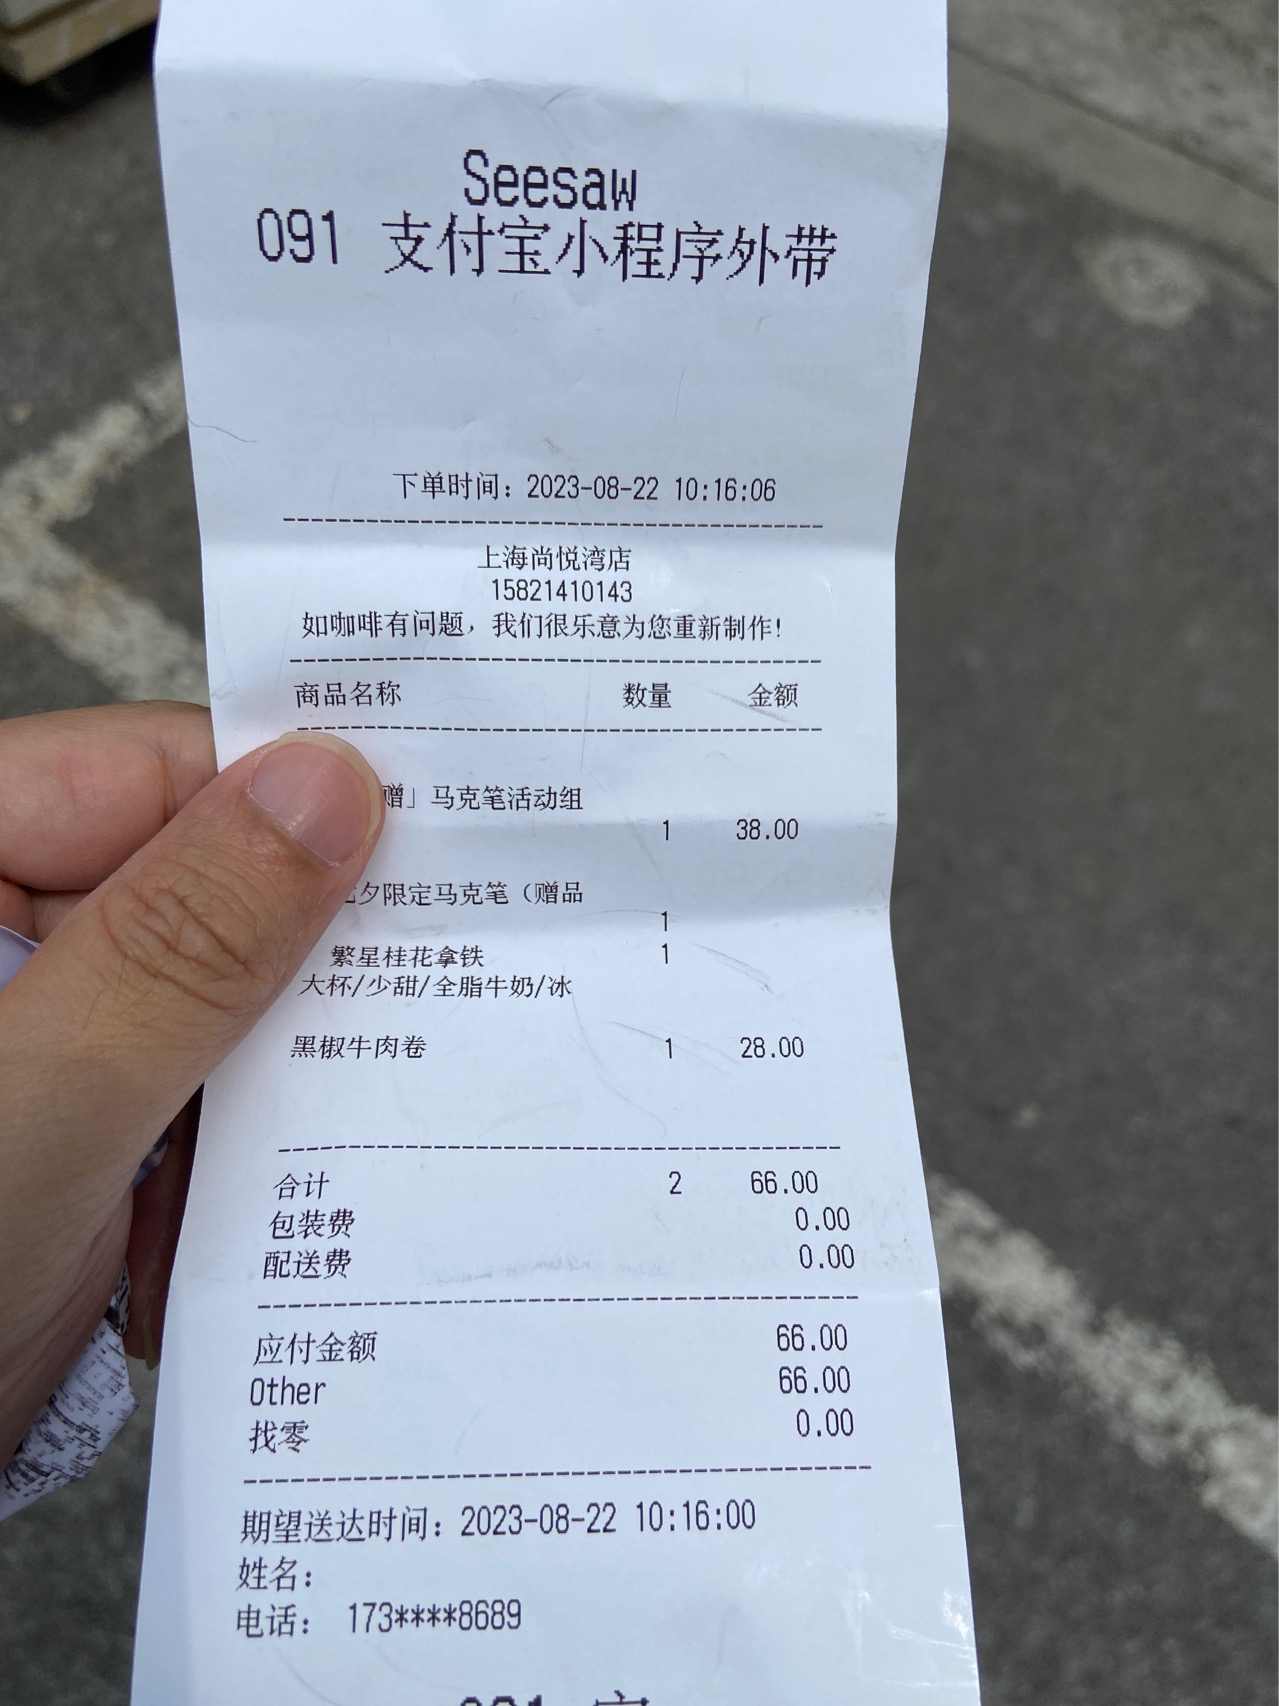 Seesaw
091 支付宝小程序外带
下单时间：2023-08-22 10:16:06
上海尚悦湾店
15821410143
如咖啡有问题，我们很乐意为您重新制作!
商品名称 数量 金额
赠」马克笔活动组
1 38.00
夕限定马克笔（赠品
1
繁星桂花拿铁 1
大杯/少甜/全脂牛奶/冰
黑椒牛肉卷 1 28.00
合计 2 66.00
包装费 0.00
配送费 0.00
应付金额 66.00
Other 66.00
找零 0.00
期望送达时间：2023-08-22 10:16:00
姓名：
电话： 173****8689